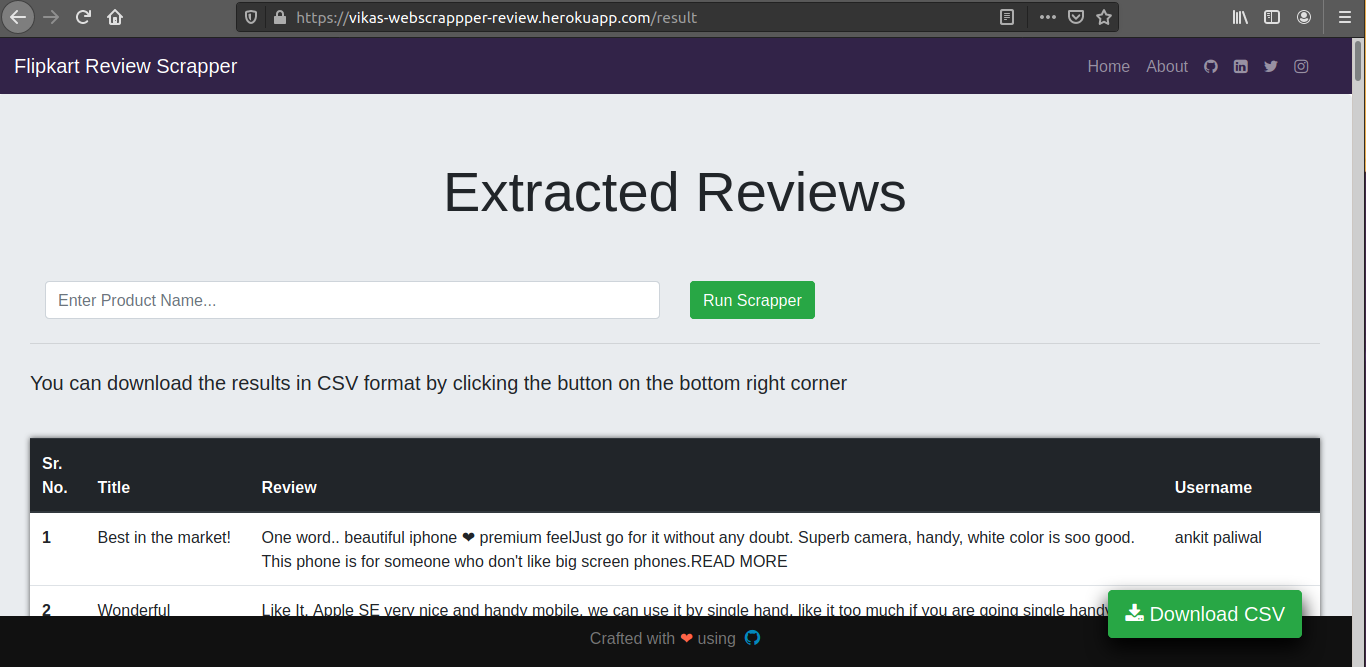 https://vikas-webscrappper-review.herokuapp.com/result
Flipkart Review Scrapper
Home About
Extracted Reviews
Enter Product Name...
Run Scrapper
You can download the results in CSV format by clicking the button on the bottom right corner
Sr.
No. Title Review Username
1 Best in the market! One word.. beautiful iphone ❤ premium feelJust go for it without any doubt. Superb camera, handy, white color is soo good. ankit paliwal
This phone is for someone who don't like big screen phones.READ MORE
2 Wonderful Like It. Apple SE very nice and handy mobile. we can use it by single hand. like it too much if you are going single handy
Download CSV
Crafted with ❤ using